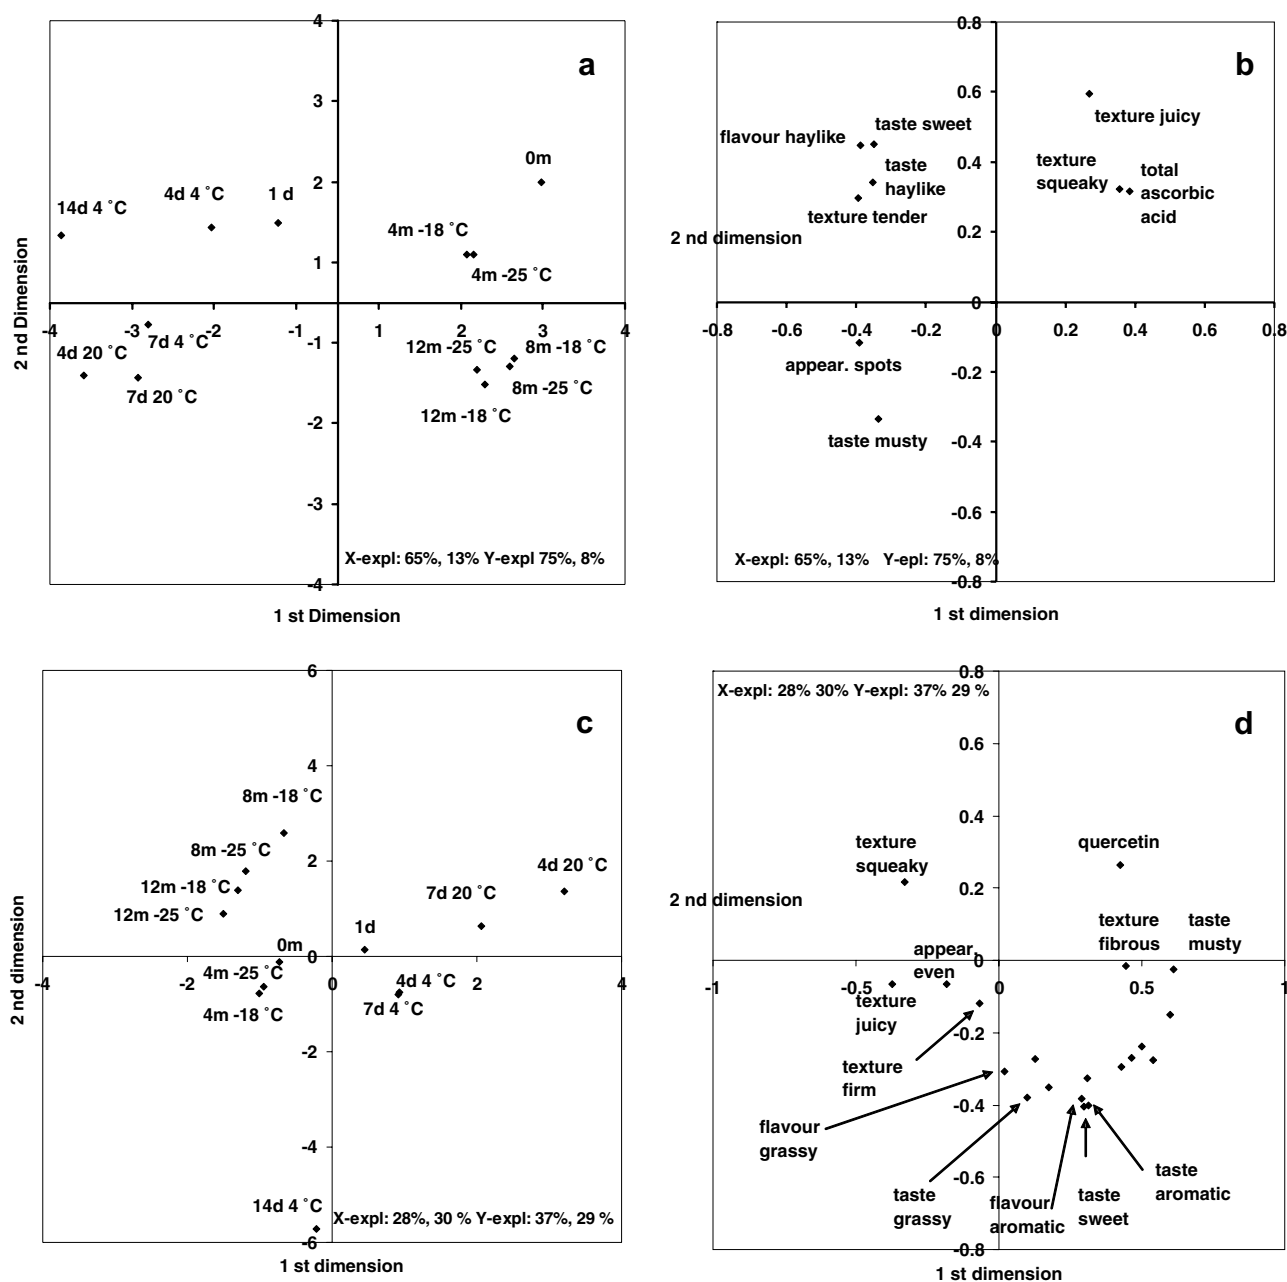 a
4
3
2
1
-1
-2
-3
-4
0m
14d 4 ˚C
4d 4 ˚C
1 d
4m -18 ˚C
4m -25 ˚C
2 nd Dimension
-4
-3
-2
-1
1
2
3
4
7d 4 ˚C
4d 20 ˚C
7d 20 ˚C
12m -25 ˚C
8m -18 ˚C
8m -25 ˚C
12m -18 ˚C
X-expl: 65%, 13% Y-expl 75%, 8%
1 st Dimension
b
0.8
0.6
0.4
0.2
0
-0.2
-0.4
-0.6
-0.8
texture juicy
taste sweet
flavour haylike
taste
haylike
texture tender
texture
squeaky
total
ascorbic
acid
2 nd dimension
-0.8
-0.6
-0.4
-0.2
0
0.2
0.4
0.6
0.8
appear. spots
taste musty
X-expl: 65%, 13%
Y-epl: 75%, 8%
1 st dimension
c
6
4
2
0
-2
-4
-6
8m -18 ˚C
8m -25 ˚C
12m -18 ˚C
12m -25 ˚C
4d 20 ˚C
7d 20 ˚C
1d
0m
2 nd dimension
-4
-2
0
2
4
4m -25 ˚C
4m -18 ˚C
4d 4 ˚C
7d 4 ˚C
14d 4 ˚C
X-expl: 28%, 30 % Y-expl: 37%, 29 %
1 st dimension
X-expl: 28% 30% Y-expl: 37% 29 %
d
0.8
0.6
0.4
0.2
0
-0.2
-0.4
-0.6
-0.8
texture
squeaky
quercetin
2 nd dimension
texture
fibrous
taste
musty
appear.
even
-1
-0.5
0
0.5
1
texture
juicy
texture
firm
flavour
grassy
taste
grassy
flavour
aromatic
taste
sweet
taste
aromatic
1 st dimension